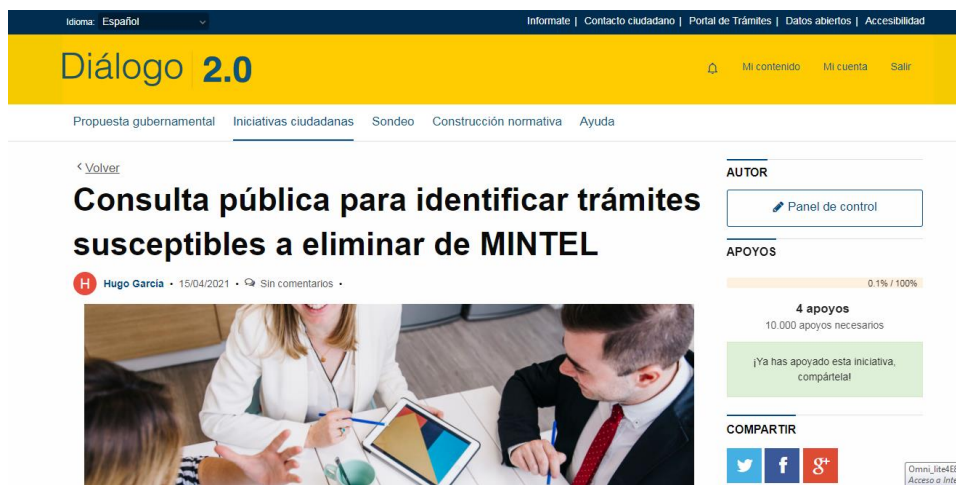 Idioma: Español
Informate | Contacto ciudadano | Portal de Trámites | Datos abiertos | Accesibilidad
Diálogo 2.0
Mi contenido Mi cuenta Salir
Propuesta gubernamental Iniciativas ciudadanas Sondeo Construcción normativa Ayuda
Volver
Consulta pública para identificar trámites
susceptibles a eliminar de MINTEL
H Hugo García • 15/04/2021 • Sin comentarios •
AUTOR
Panel de control
APOYOS
0.1% / 100%
4 apoyos
10.000 apoyos necesarios
¡Ya has apoyado esta iniciativa,
compártela!
COMPARTIR
f g+